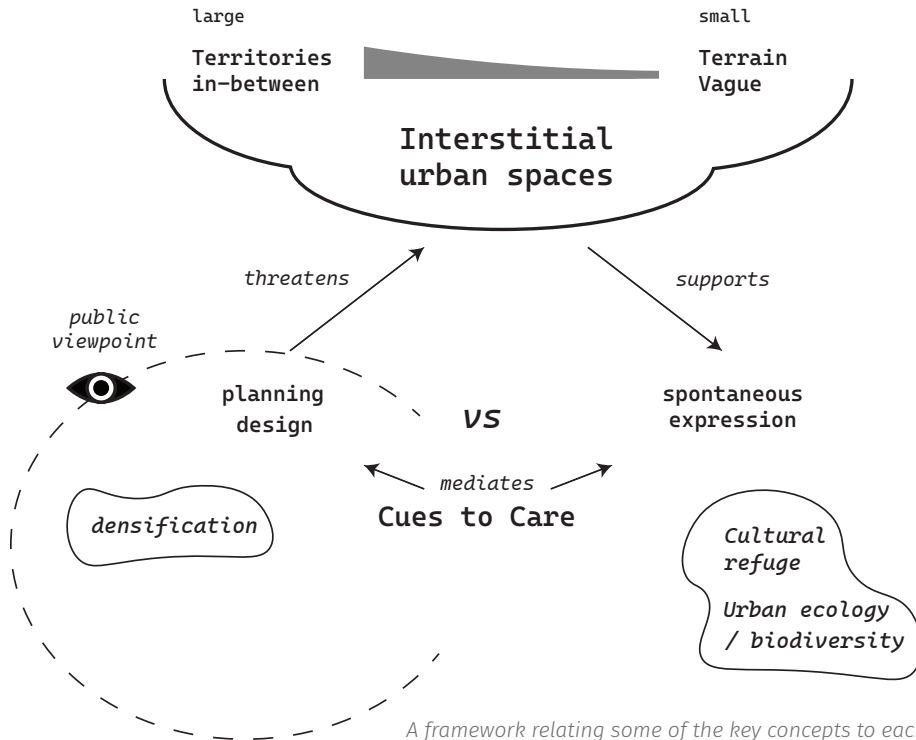 large
small
Territories
in-between
Terrain
Vague
Interstitial
urban spaces
threatens
supports
public
viewpoint
planning
design
vs
spontaneous
expression
mediates
Cues to Care
densification
Cultural
refuge
Urban ecology
/ biodiversity
A framework relating some of the key concepts to eac